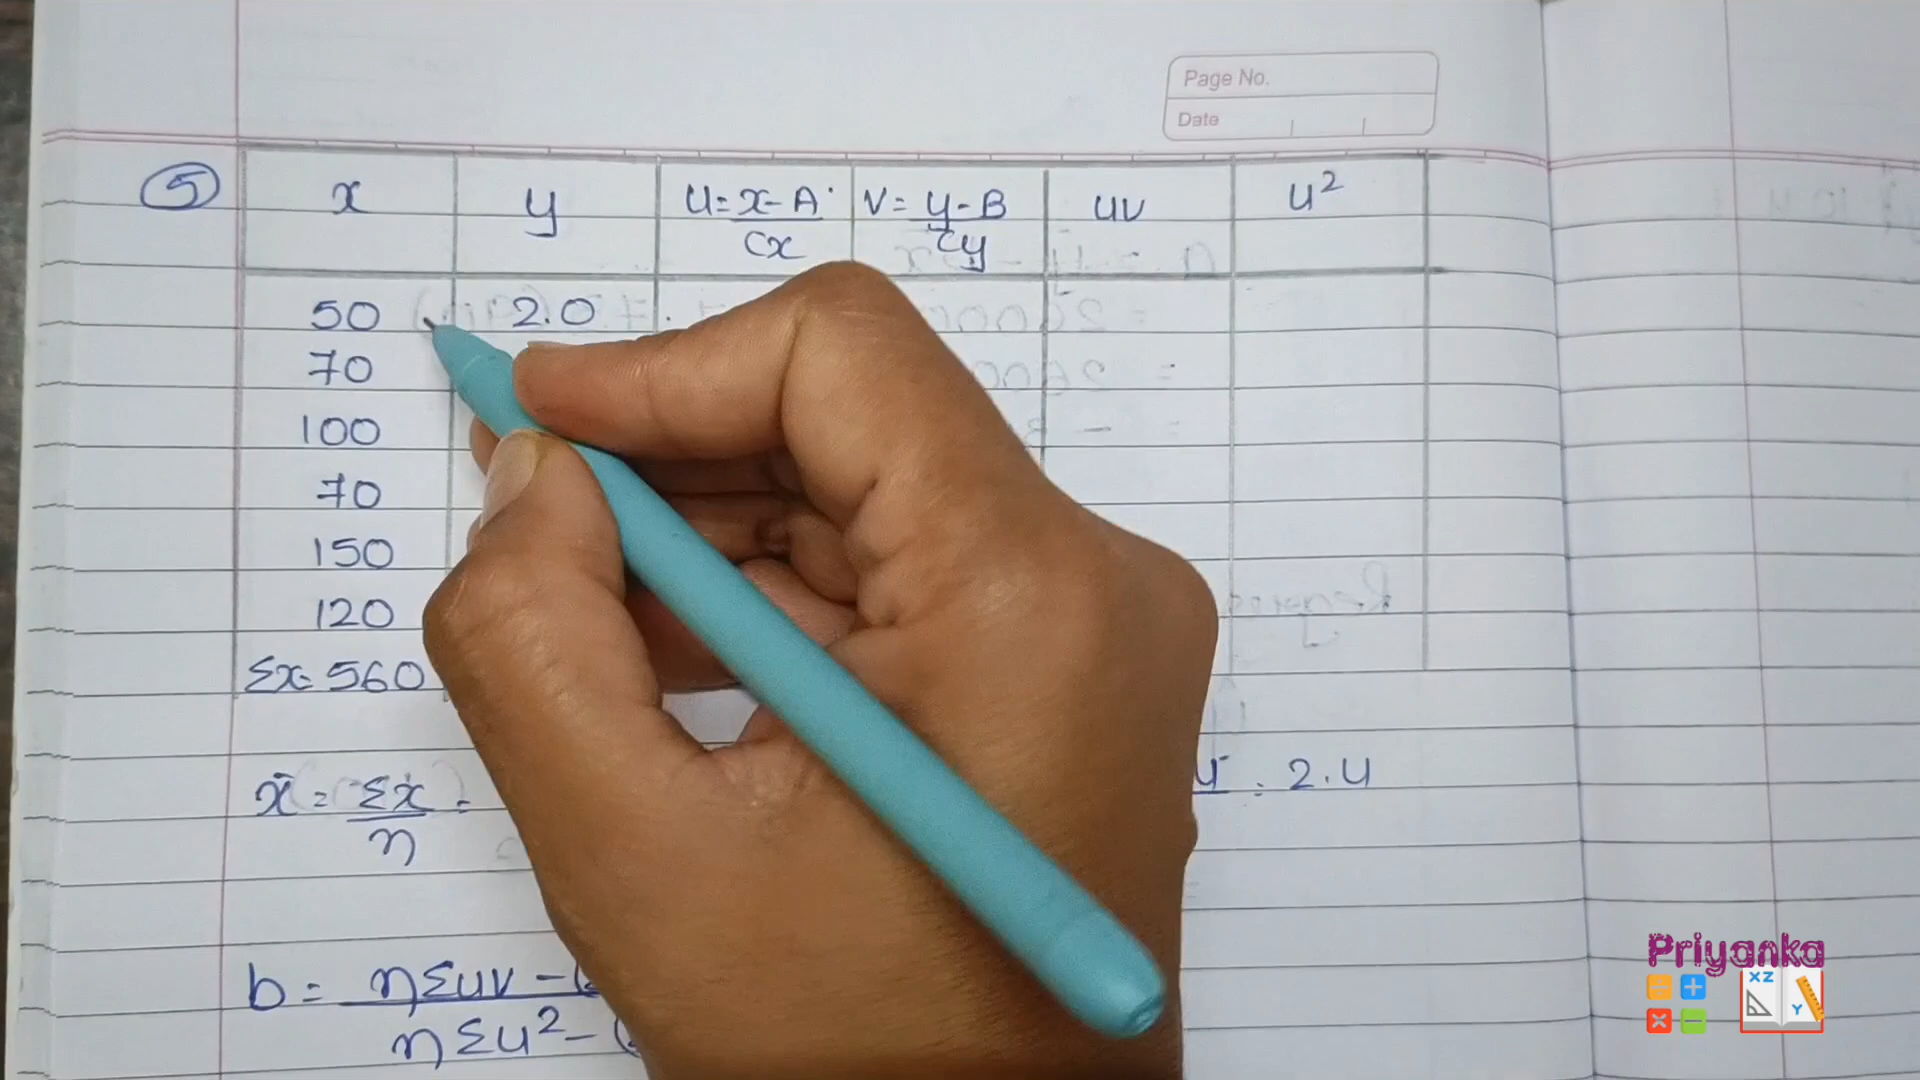 Page No.
Date
5 x y U=x-A V=y-B uv u²
Cx Cy
50 2.0
70
100
70
150
120
Σx=560
x̄ = Σx =
n
= 2.4
b = nΣuv - (
nΣu² - (
Priyanka
XZ
Y